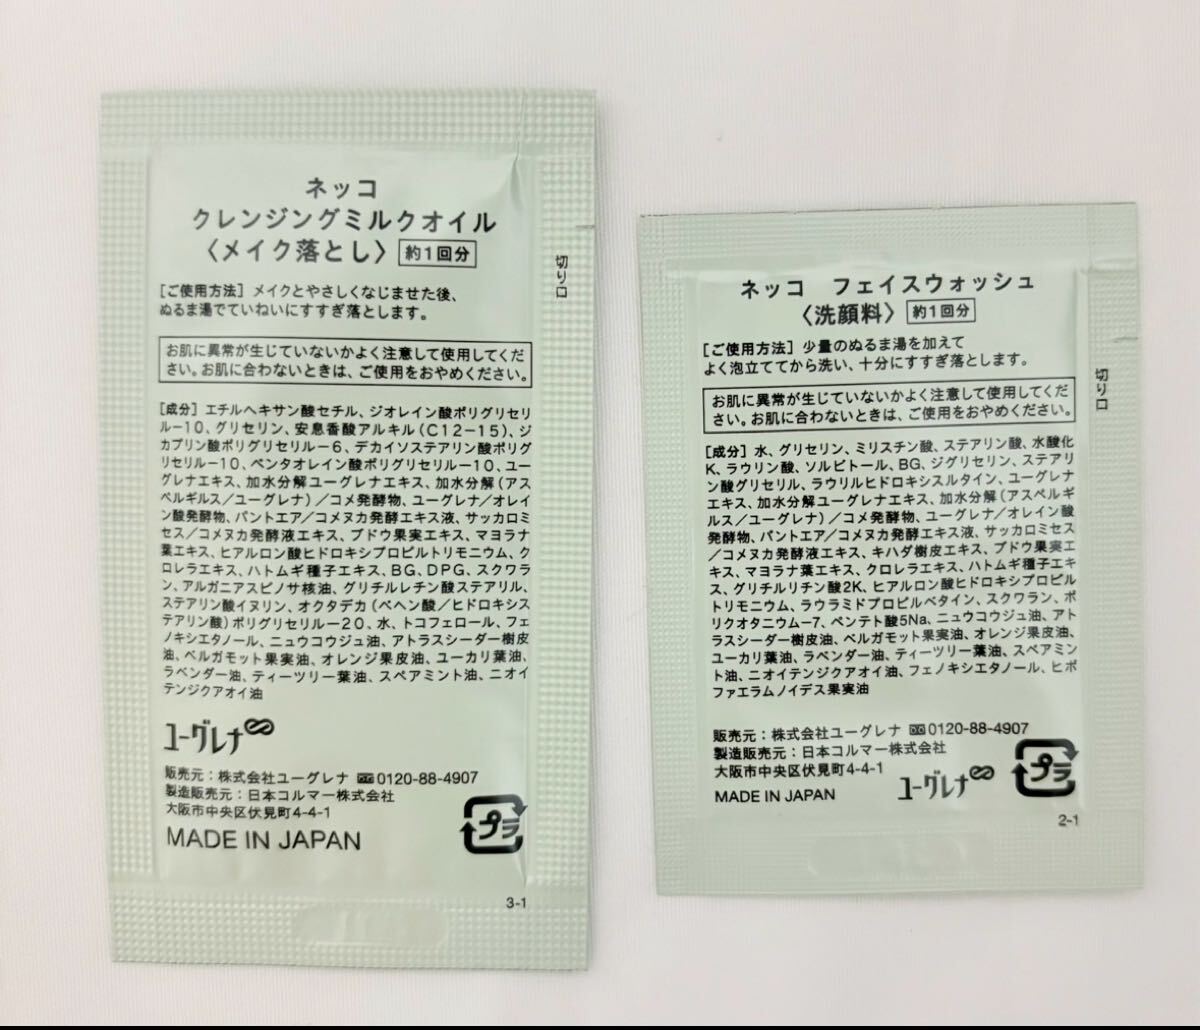 ネッコ
クレンジングミルクオイル
〈メイク落とし〉 約1回分
切り口
[ご使用方法] メイクとやさしくなじませた後、
ぬるま湯でていねいにすすぎ落とします。
お肌に異常が生じていないかよく注意して使用してくだ
さい。お肌に合わないときは、ご使用をおやめください。
[成分] エチルヘキサン酸セチル、ジオレイン酸ポリグリセリ
ル－10、グリセリン、安息香酸アルキル(C12－15)、ジ
カプリン酸ポリグリセリル－6、デカイソステアリン酸ポリグ
リセリル－10、ペンタオレイン酸ポリグリセリル－10、ユー
グレナエキス、加水分解ユーグレナエキス、加水分解(アス
ペルギルス／ユーグレナ)／コメ発酵物、ユーグレナ／オレイ
ン酸発酵物、パントエア／コメヌカ発酵エキス液、サッカロミ
セス／コメヌカ発酵液エキス、ブドウ果実エキス、マヨラナ
葉エキス、ヒアルロン酸ヒドロキシプロピルトリモニウム、ク
ロレラエキス、ハトムギ種子エキス、BG、DPG、スクワラ
ン、アルガニアスピノサ核油、グリチルレチン酸ステアリル、
ステアリン酸イヌリン、オクタデカ(ベヘン酸／ヒドロキシス
テアリン酸)ポリグリセリル－20、水、トコフェロール、フェ
ノキシエタノール、ニュウコウジュ油、アトラスシーダー樹皮
油、ベルガモット果実油、オレンジ果皮油、ユーカリ葉油、
ラベンダー油、ティーツリー葉油、スペアミント油、ニオイ
テンジクアオイ油
ユーグレナ
販売元：株式会社ユーグレナ 0120-88-4907
製造販売元：日本コルマー株式会社
大阪市中央区伏見町4-4-1
MADE IN JAPAN
プラ
3-1
ネッコ フェイスウォッシュ
〈洗顔料〉 約1回分
切り口
[ご使用方法] 少量のぬるま湯を加えて
よく泡立ててから洗い、十分にすすぎ落とします。
お肌に異常が生じていないかよく注意して使用してくだ
さい。お肌に合わないときは、ご使用をおやめください。
[成分] 水、グリセリン、ミリスチン酸、ステアリン酸、水酸化
K、ラウリン酸、ソルビトール、BG、ジグリセリン、ステアリ
ン酸グリセリル、ラウリルヒドロキシスルタイン、ユーグレナ
エキス、加水分解ユーグレナエキス、加水分解(アスペルギ
ルス／ユーグレナ)／コメ発酵物、ユーグレナ／オレイン酸
発酵物、パントエア／コメヌカ発酵エキス液、サッカロミセス
／コメヌカ発酵液エキス、キハダ樹皮エキス、ブドウ果実エ
キス、マヨラナ葉エキス、クロレラエキス、ハトムギ種子エキ
ス、グリチルリチン酸2K、ヒアルロン酸ヒドロキシプロピル
トリモニウム、ラウラミドプロピルベタイン、スクワラン、ポ
リクオタニウム－7、ペンテト酸5Na、ニュウコウジュ油、アト
ラスシーダー樹皮油、ベルガモット果実油、オレンジ果皮油、
ユーカリ葉油、ラベンダー油、ティーツリー葉油、スペアミン
ト油、ニオイテンジクアオイ油、フェノキシエタノール、ヒポ
ファエラムノイデス果実油
販売元：株式会社ユーグレナ 0120-88-4907
製造販売元：日本コルマー株式会社
大阪市中央区伏見町4-4-1
MADE IN JAPAN
ユーグレナ
プラ
2-1